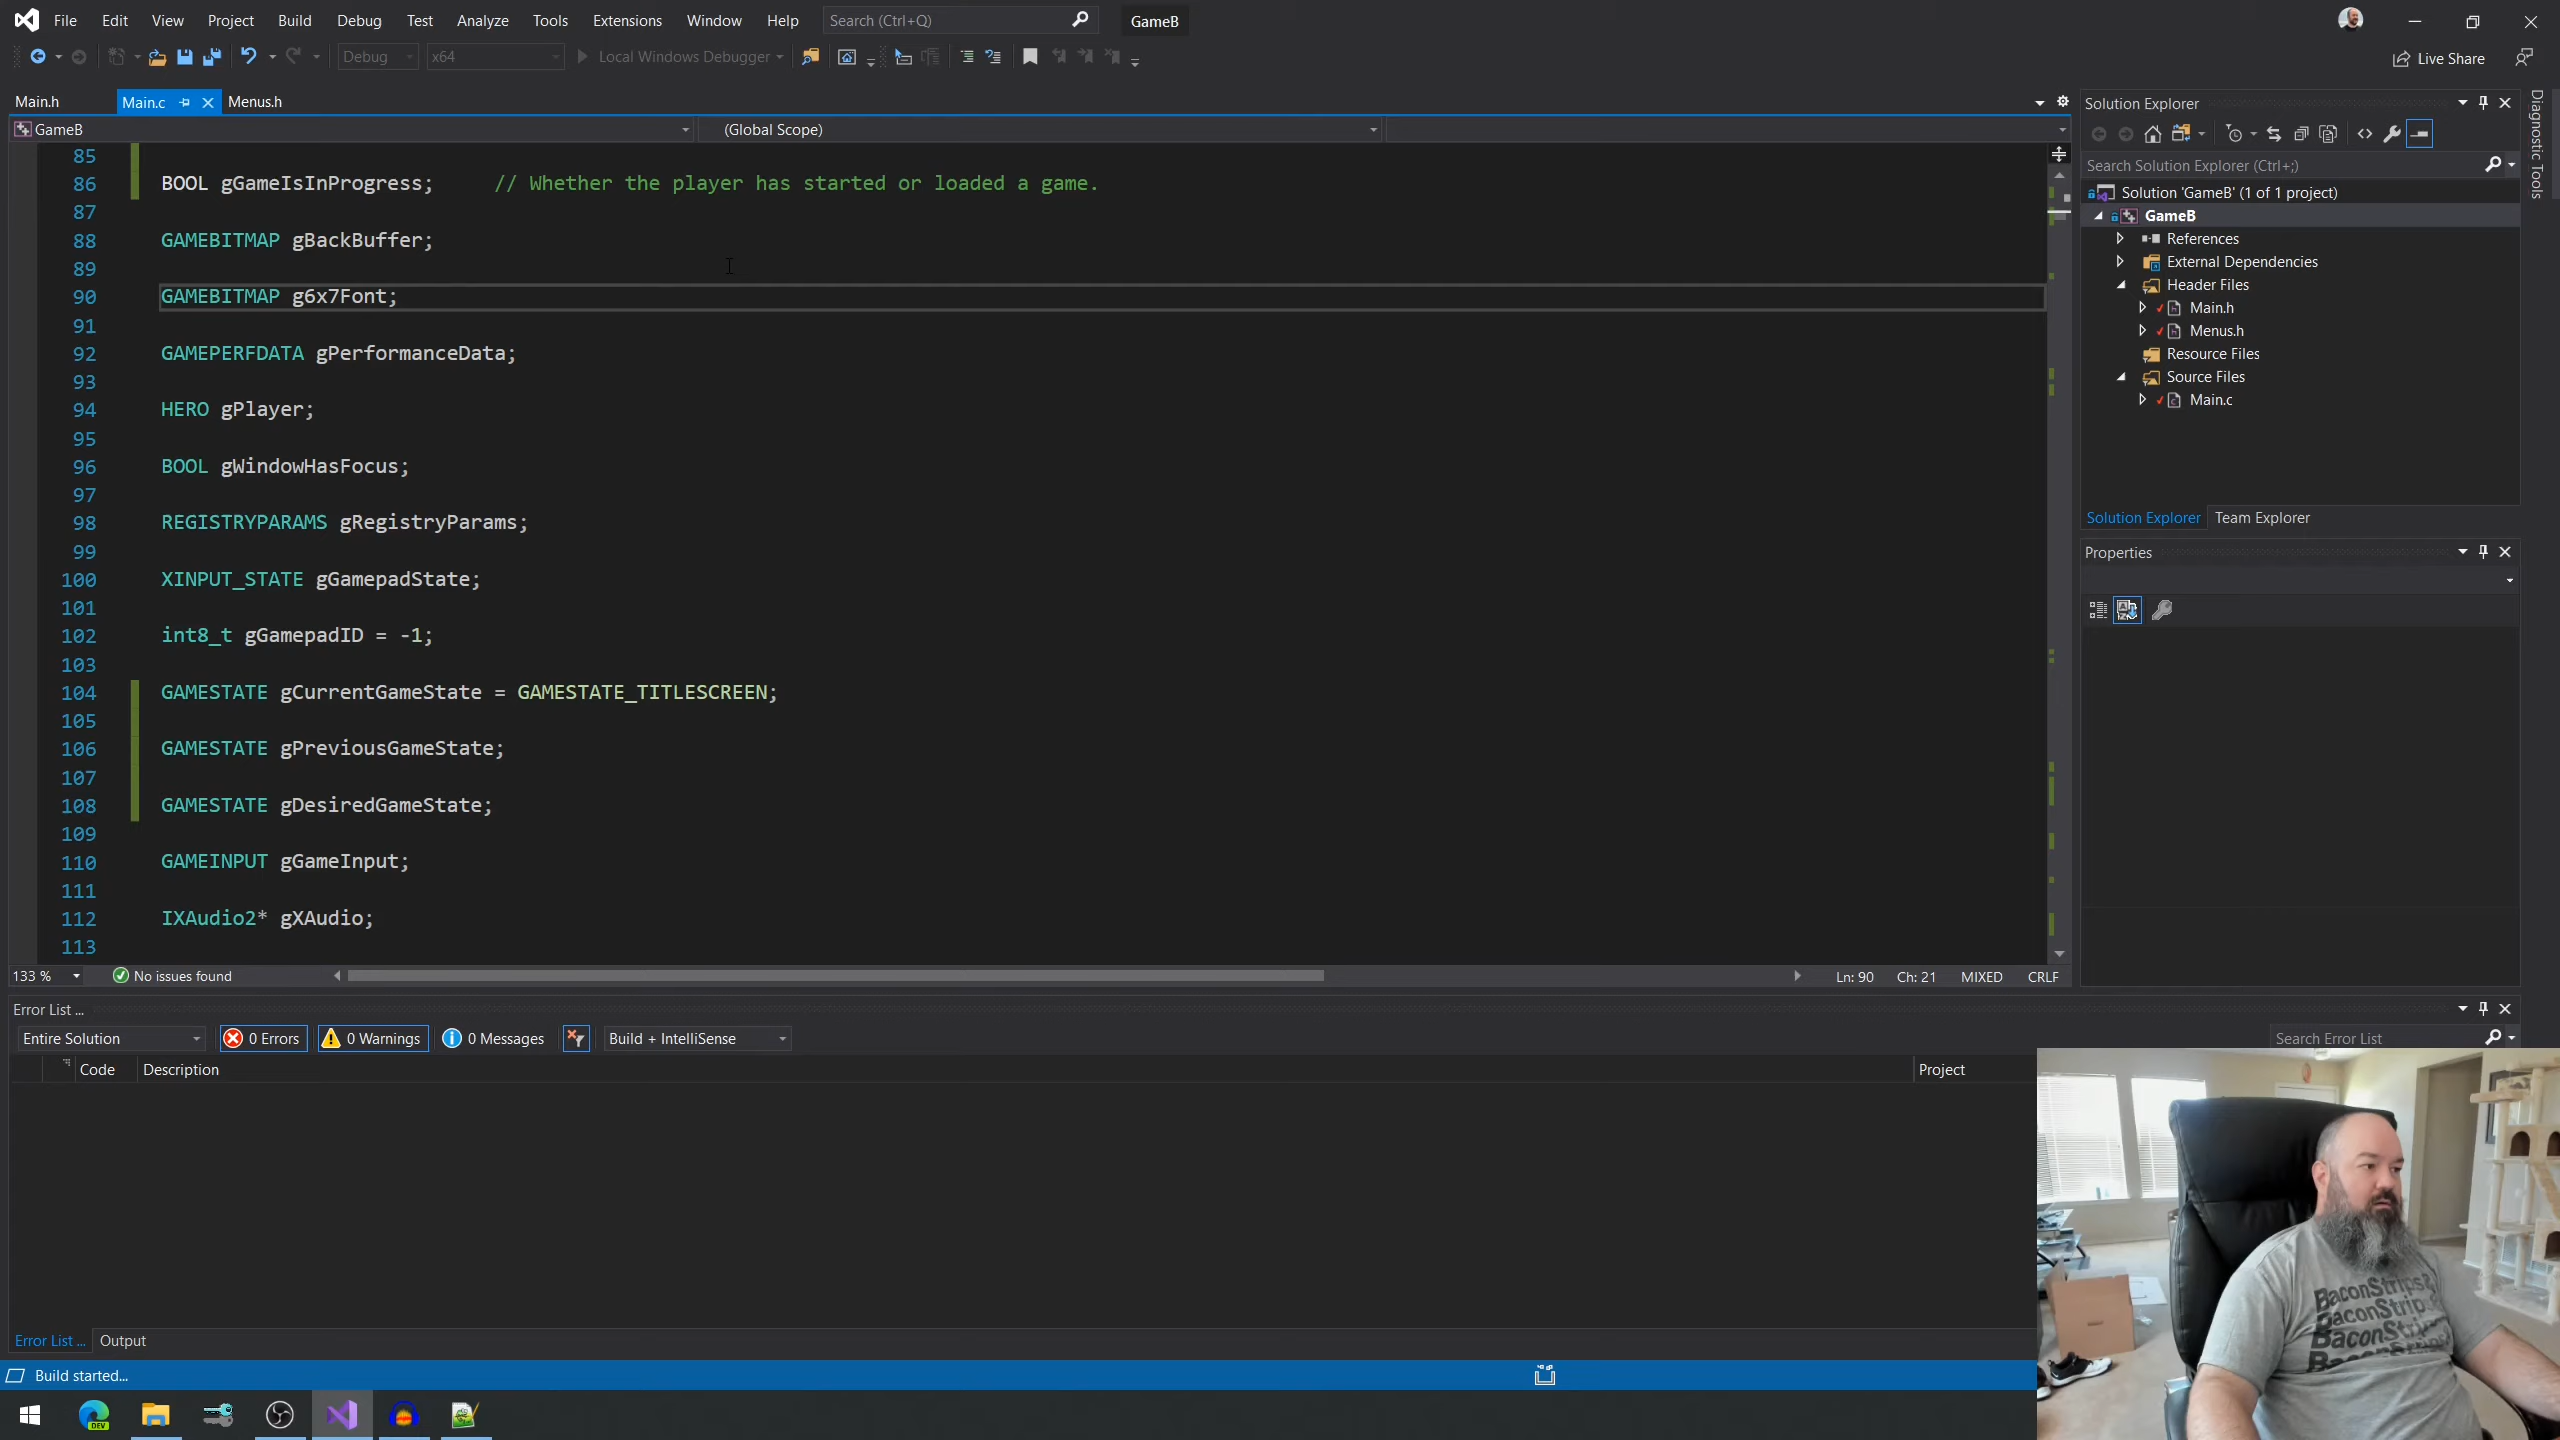 File Edit View Project Build Debug Test Analyze Tools Extensions Window Help Search (Ctrl+Q) GameB
Debug x64 Local Windows Debugger Live Share
Main.h Main.c Menus.h
GameB (Global Scope)
85
86 BOOL gGameIsInProgress; // Whether the player has started or loaded a game.
87
88 GAMEBITMAP gBackBuffer;
89
90 GAMEBITMAP g6x7Font;
91
92 GAMEPERFDATA gPerformanceData;
93
94 HERO gPlayer;
95
96 BOOL gWindowHasFocus;
97
98 REGISTRYPARAMS gRegistryParams;
99
100 XINPUT_STATE gGamepadState;
101
102 int8_t gGamepadID = -1;
103
104 GAMESTATE gCurrentGameState = GAMESTATE_TITLESCREEN;
105
106 GAMESTATE gPreviousGameState;
107
108 GAMESTATE gDesiredGameState;
109
110 GAMEINPUT gGameInput;
111
112 IXAudio2* gXAudio;
113
133 % No issues found Ln: 90 Ch: 21 MIXED CRLF
Solution Explorer
Search Solution Explorer (Ctrl+;)
Solution 'GameB' (1 of 1 project)
GameB
References
External Dependencies
Header Files
Main.h
Menus.h
Resource Files
Source Files
Main.c
Solution Explorer Team Explorer
Properties
Diagnostic Tools
Error List ...
Entire Solution 0 Errors 0 Warnings 0 Messages Build + IntelliSense Search Error List
Code Description Project
Error List ... Output
Build started...
DEV
BaconStrips&
BaconStrips
BaconStri